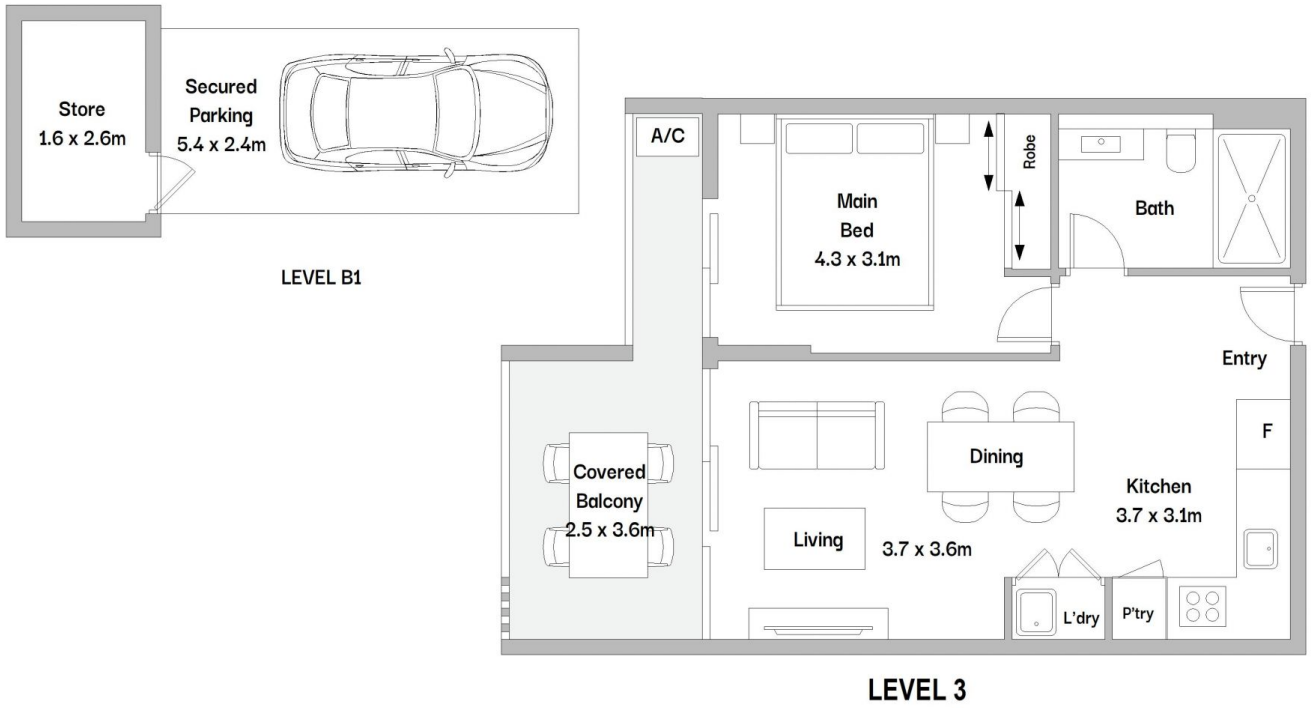 Store
1.6 x 2.6m
Secured
Parking
5.4 x 2.4m
LEVEL B1
A/C
Main
Bed
4.3 x 3.1m
Robe
Bath
Entry
F
Covered
Balcony
2.5 x 3.6m
Living
3.7 x 3.6m
Dining
Kitchen
3.7 x 3.1m
L'dry
P'try
LEVEL 3